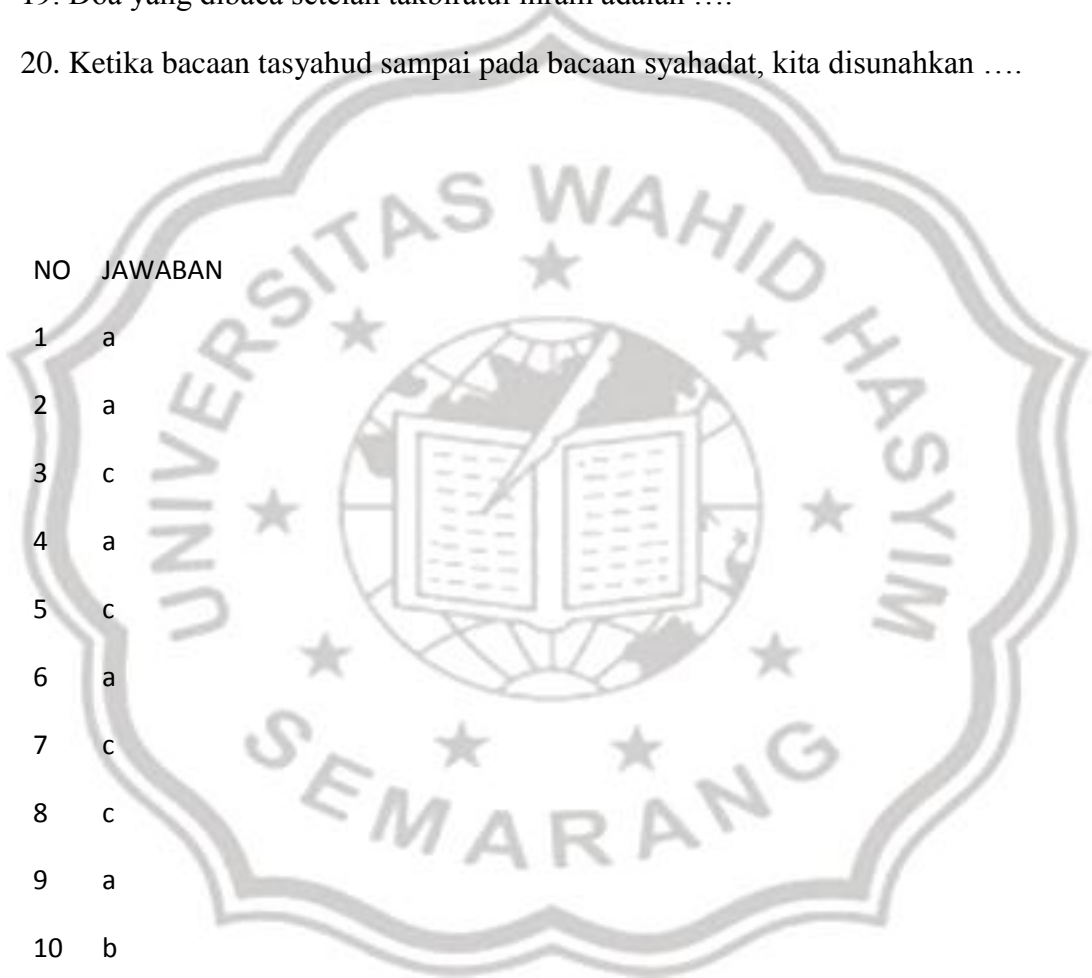 19. Doa yang dibaca setelah takbiratul ihram adalah ….
20. Ketika bacaan tasyahud sampai pada bacaan syahadat, kita disunahkan ….
UNIVERSITAS WAHID HASYIM
SEMARANG
NO JAWABAN
1 a
2 a
3 c
4 a
5 c
6 a
7 c
8 c
9 a
10 b